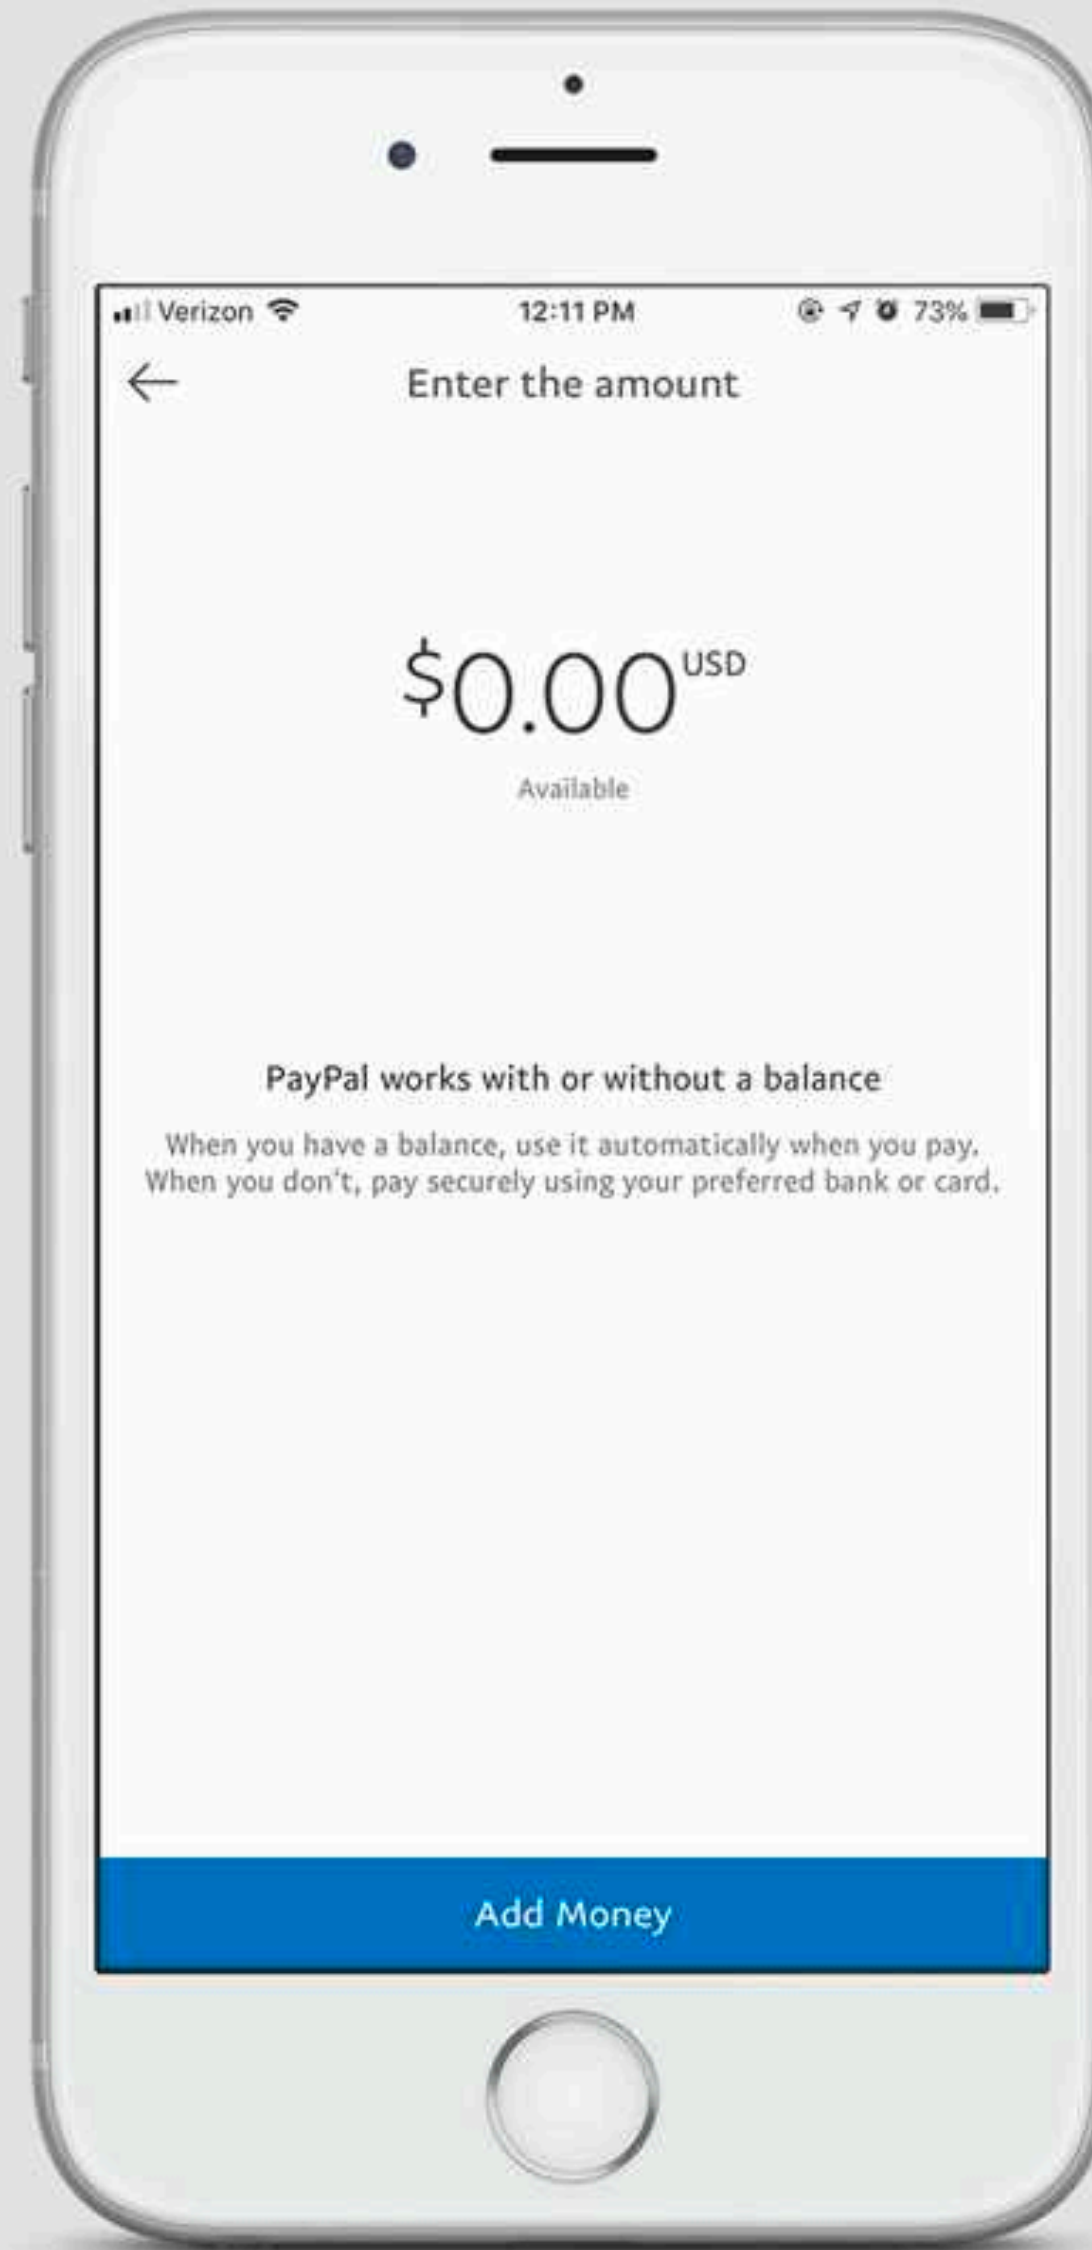 Verizon 12:11 PM 73%
Enter the amount
$0.00 USD
Available
PayPal works with or without a balance
When you have a balance, use it automatically when you pay.
When you don't, pay securely using your preferred bank or card.
Add Money